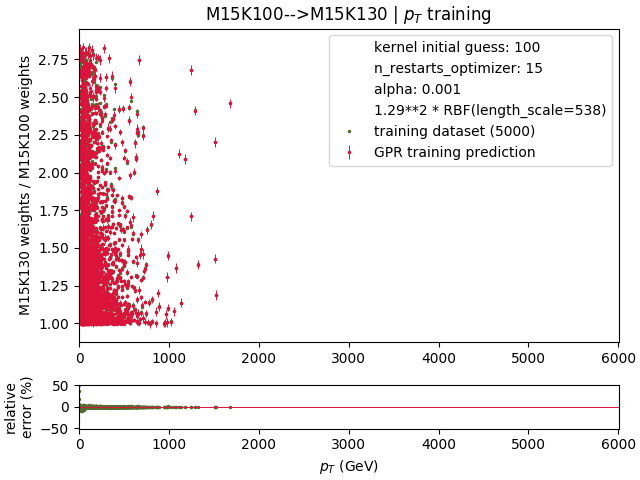 M15K100-->M15K130 | p_T training
M15K130 weights / M15K100 weights
2.75
2.50
2.25
2.00
1.75
1.50
1.25
1.00
kernel initial guess: 100
n_restarts_optimizer: 15
alpha: 0.001
1.29**2 * RBF(length_scale=538)
training dataset (5000)
GPR training prediction
0 1000 2000 3000 4000 5000 6000
relative
error (%)
50
0
−50
0 1000 2000 3000 4000 5000 6000
p_T (GeV)